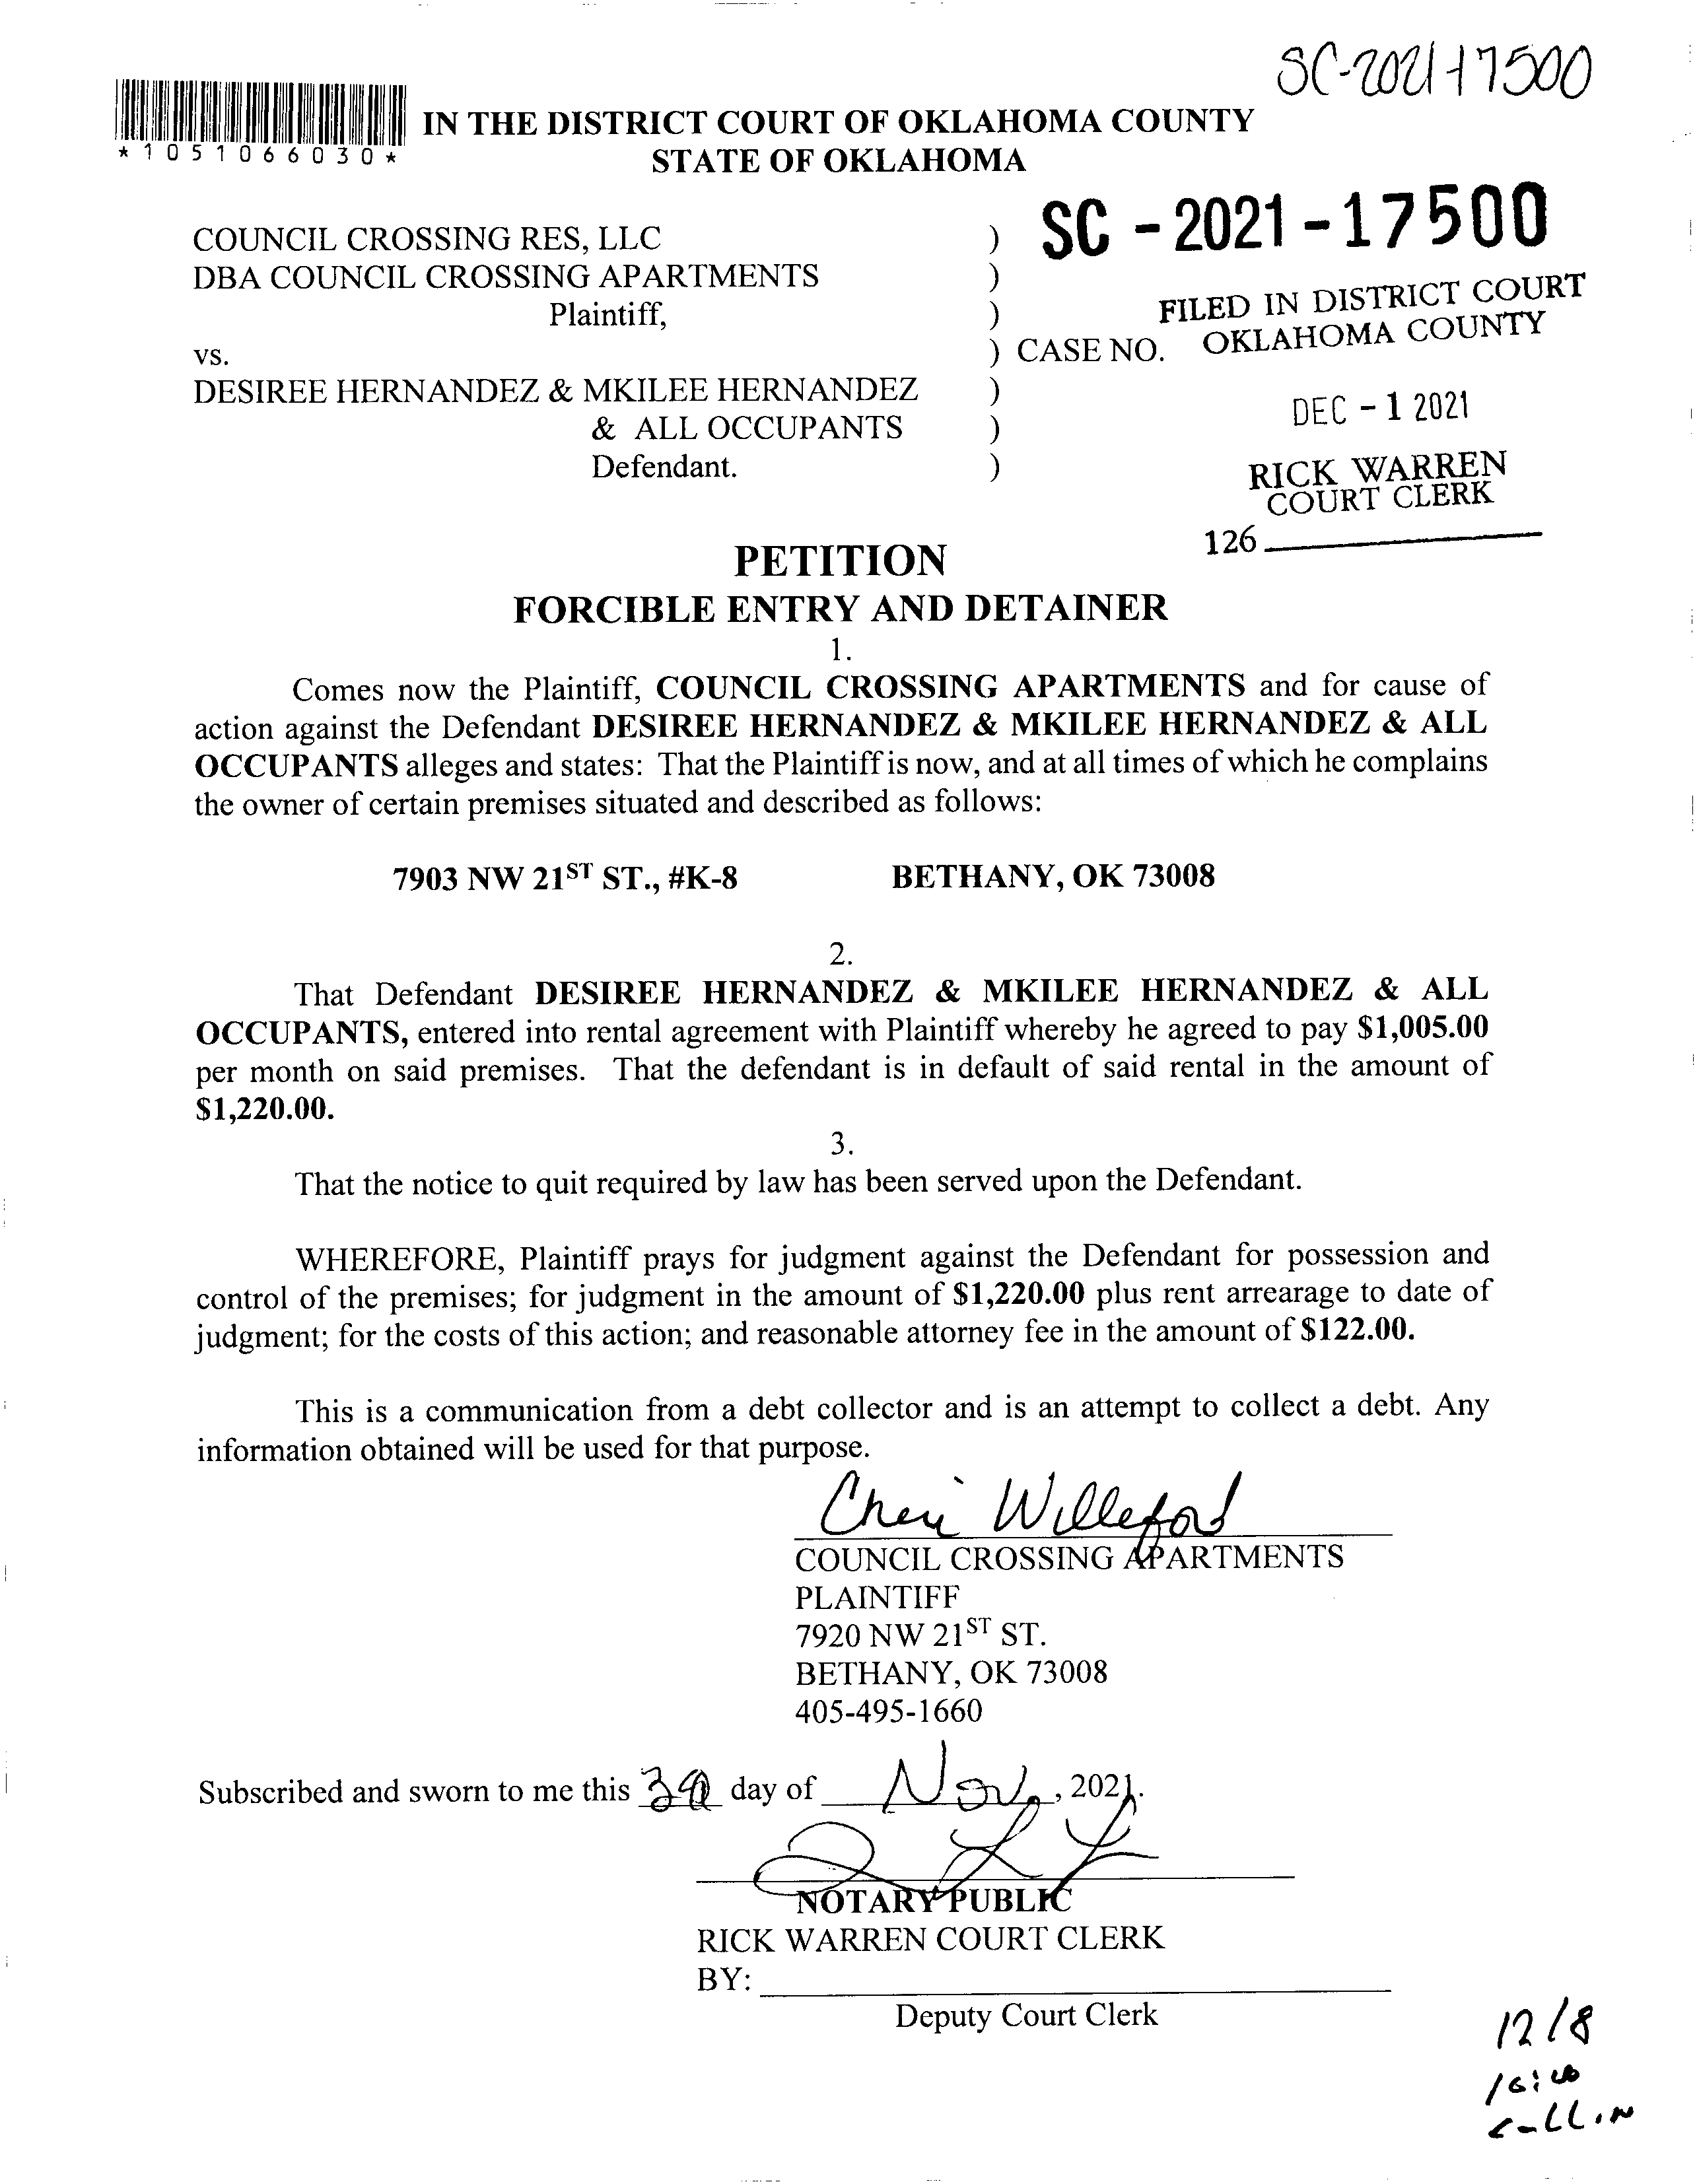 SC-2021-17500
*1051066030*
IN THE DISTRICT COURT OF OKLAHOMA COUNTY
STATE OF OKLAHOMA
SC - 2021 - 17500
COUNCIL CROSSING RES, LLC )
DBA COUNCIL CROSSING APARTMENTS )
Plaintiff, )
FILED IN DISTRICT COURT
OKLAHOMA COUNTY
vs. ) CASE NO.
DESIREE HERNANDEZ & MKILEE HERNANDEZ )
& ALL OCCUPANTS )
Defendant. )
DEC - 1 2021
RICK WARREN
COURT CLERK
126
PETITION
FORCIBLE ENTRY AND DETAINER
1.
Comes now the Plaintiff, COUNCIL CROSSING APARTMENTS and for cause of
action against the Defendant DESIREE HERNANDEZ & MKILEE HERNANDEZ & ALL
OCCUPANTS alleges and states: That the Plaintiff is now, and at all times of which he complains
the owner of certain premises situated and described as follows:
7903 NW 21ST ST., #K-8 BETHANY, OK 73008
2.
That Defendant DESIREE HERNANDEZ & MKILEE HERNANDEZ & ALL
OCCUPANTS, entered into rental agreement with Plaintiff whereby he agreed to pay $1,005.00
per month on said premises. That the defendant is in default of said rental in the amount of
$1,220.00.
3.
That the notice to quit required by law has been served upon the Defendant.
WHEREFORE, Plaintiff prays for judgment against the Defendant for possession and
control of the premises; for judgment in the amount of $1,220.00 plus rent arrearage to date of
judgment; for the costs of this action; and reasonable attorney fee in the amount of $122.00.
This is a communication from a debt collector and is an attempt to collect a debt. Any
information obtained will be used for that purpose.
Cheri Willeford
COUNCIL CROSSING APARTMENTS
PLAINTIFF
7920 NW 21ST ST.
BETHANY, OK 73008
405-495-1660
Subscribed and sworn to me this day of Nov., 2021.
NOTARY PUBLIC
RICK WARREN COURT CLERK
BY:
Deputy Court Clerk
12/8